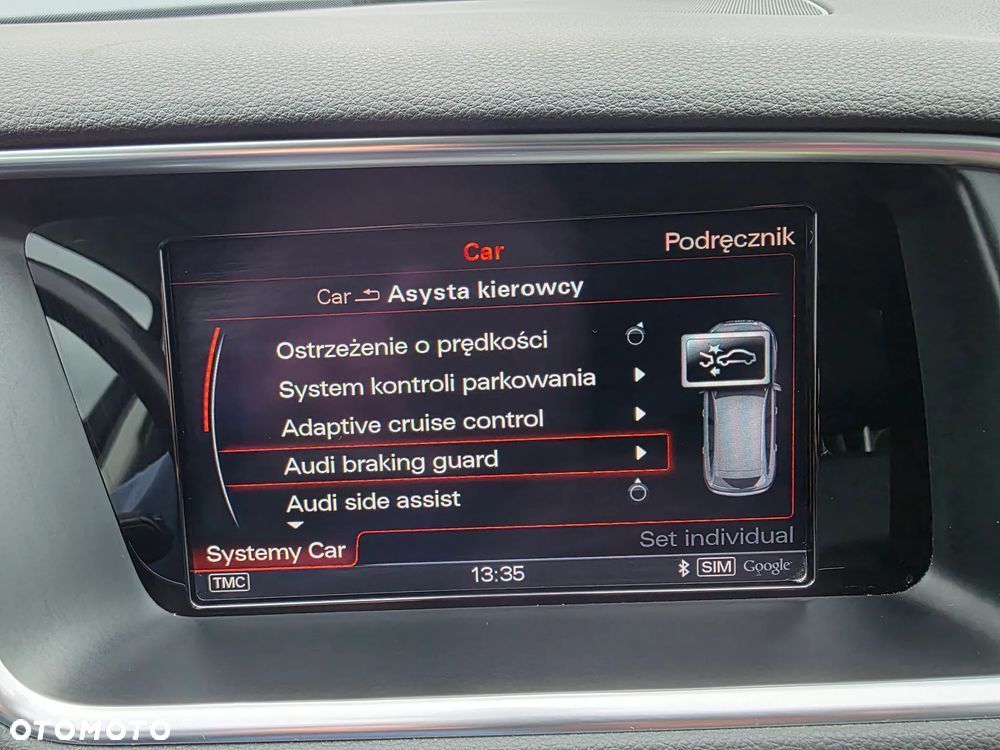 Car
Podręcznik
Car Asysta kierowcy
Ostrzeżenie o prędkości
System kontroli parkowania
Adaptive cruise control
Audi braking guard
Audi side assist
Systemy Car
Set individual
TMC
13:35
SIM
Google
OTOMOTO